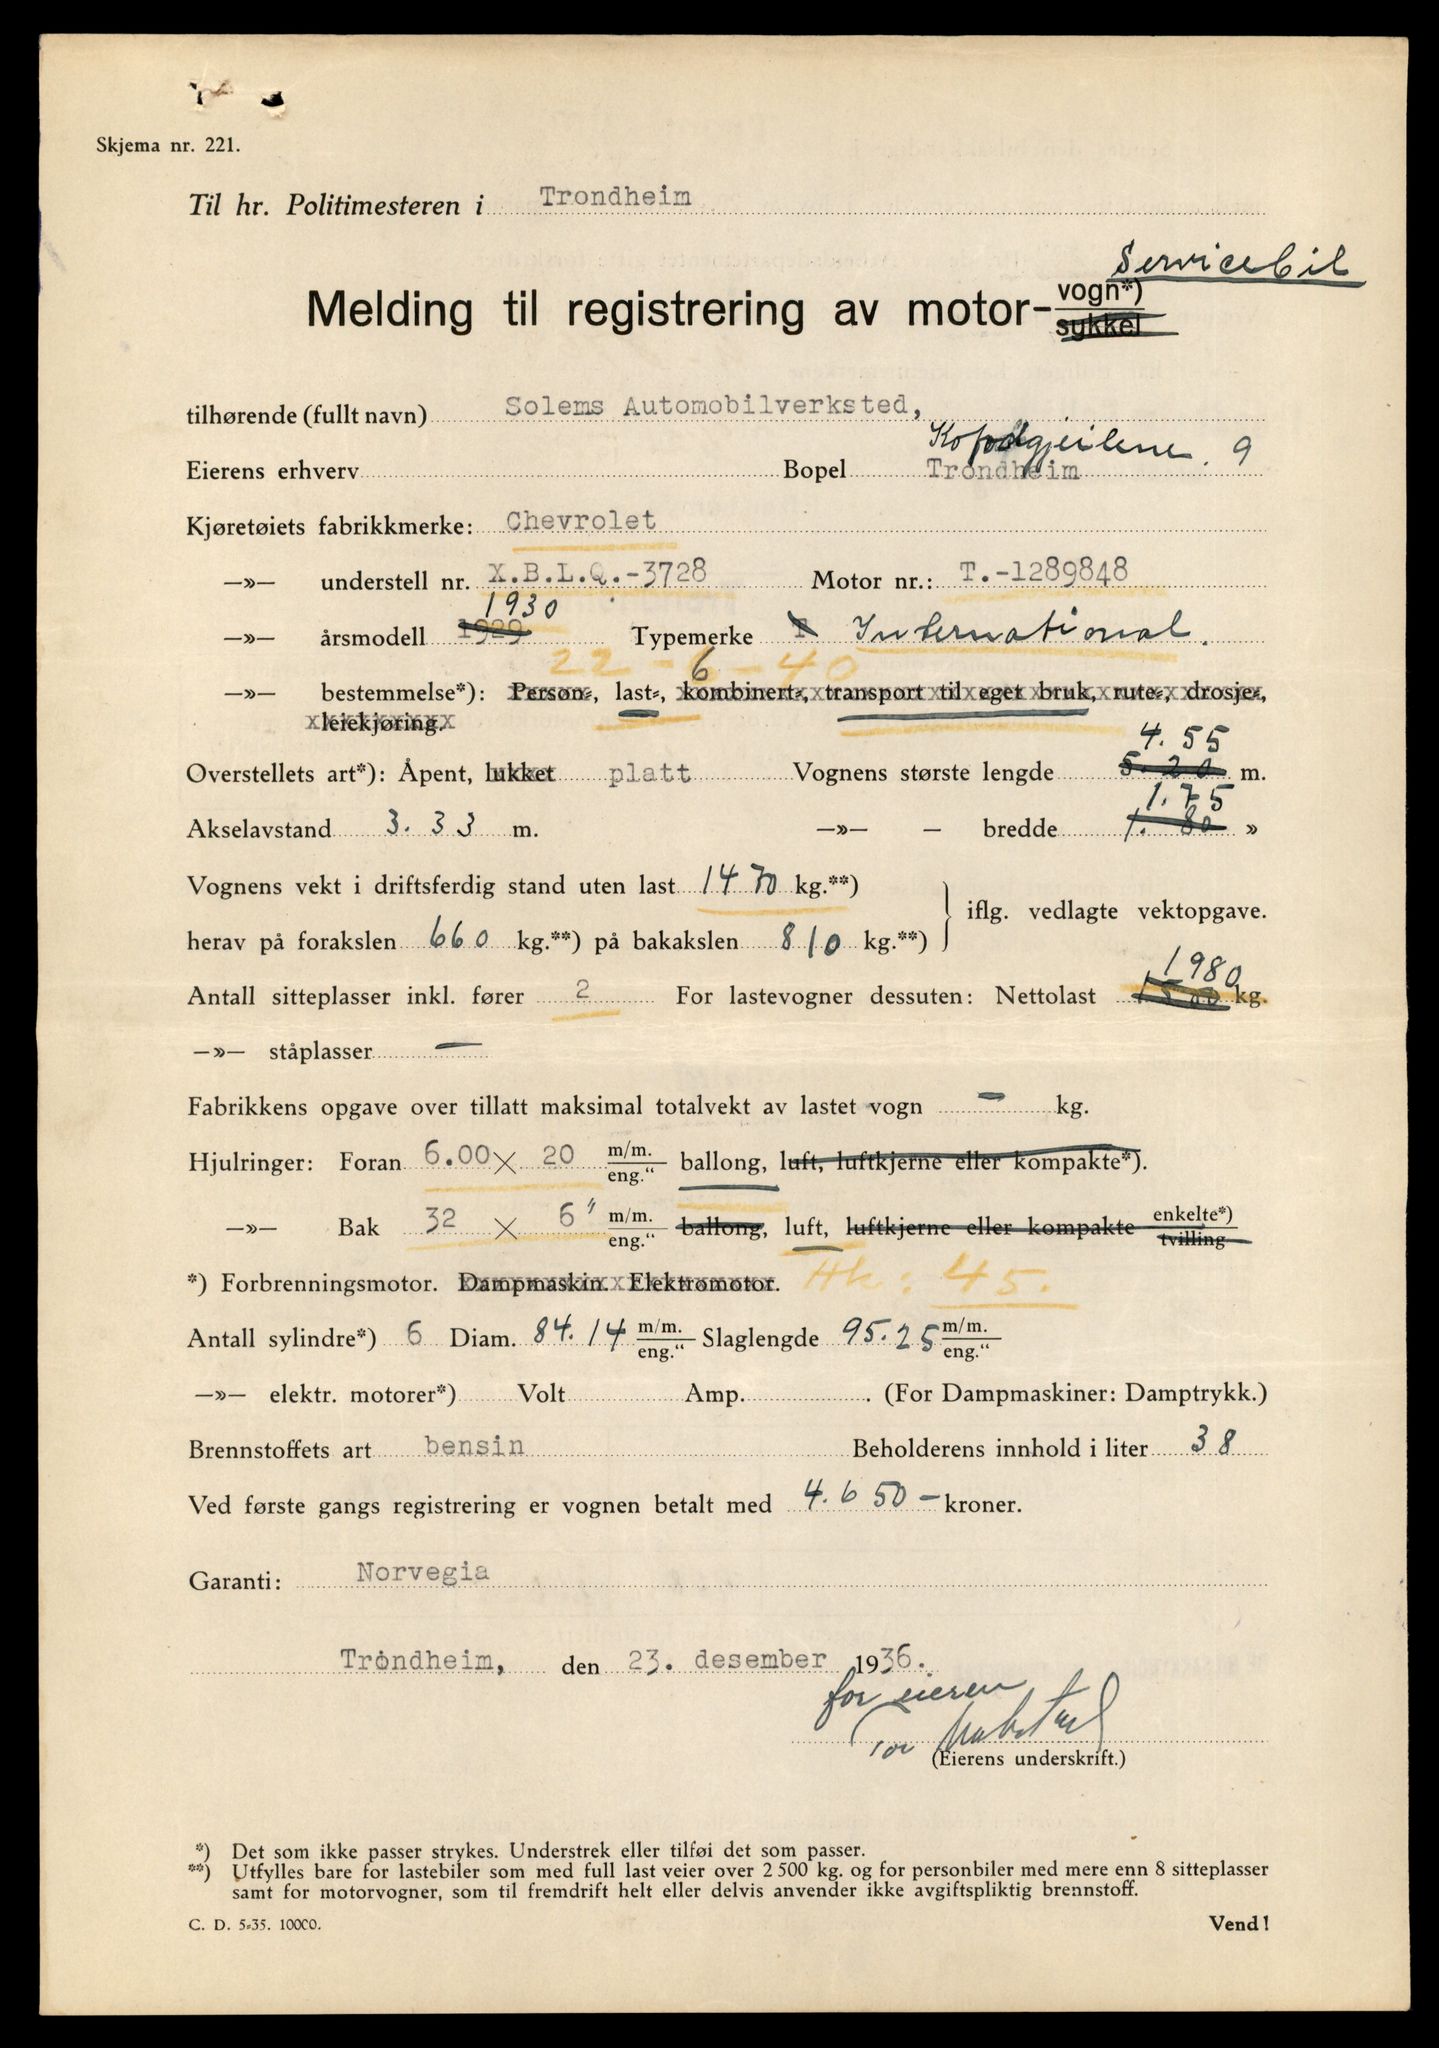 Skjema nr. 221.
Til hr. Politimesteren i Trondheim
Servicebil
Melding til registrering av motor- vogn*)
sykkel
tilhørende (fullt navn) Solems Automobilverksted,
Eierens erhverv Bopel Trondheim 9
Kjøretøiets fabrikkmerke: Chevrolet
—»— understell nr. X.B.L.Q.-3728 Motor nr.: T.-1289848
1930
—»— årsmodell 1929 Typemerke T International.
22-6-40
—»— bestemmelse*): Person-, last-, kombinert-, transport til eget bruk, rute-, drosje-,
leiekjøring.
4.55
Overstellets art*): Åpent, lukket platt Vognens største lengde 5.20 m.
1.75
Akselavstand 3.33 m. —»— – bredde 1.80 »
Vognens vekt i driftsferdig stand uten last 1470 kg.**)
iflg. vedlagte vektopgave.
herav på forakslen 660 kg.**) på bakakslen 810 kg.**)
1980
Antall sitteplasser inkl. fører 2 For lastevogner dessuten: Nettolast 1500 kg.
—»— ståplasser —
Fabrikkens opgave over tillatt maksimal totalvekt av lastet vogn – kg.
Hjulringer: Foran 6.00 × 20 m/m. eng.“ ballong, luft, luftkjerne eller kompakte*).
—»— Bak 32 × 6" m/m. eng.“ ballong, luft, luftkjerne eller kompakte enkelte*) tvilling
*) Forbrenningsmotor. Dampmaskin. Elektromotor. Hk: 45.
Antall sylindre*) 6 Diam. 84.14 m/m. eng.“ Slaglengde 95.25 m/m. eng.“
—»— elektr. motorer*) Volt Amp. . (For Dampmaskiner: Damptrykk.)
Brennstoffets art bensin Beholderens innhold i liter 38
Ved første gangs registrering er vognen betalt med 4.650– kroner.
Garanti: Norvegia
Trondheim, den 23. desember 1936.
for eieren
(Eierens underskrift.)
*) Det som ikke passer strykes. Understrek eller tilføi det som passer.
**) Utfylles bare for lastebiler som med full last veier over 2 500 kg. og for personbiler med mere enn 8 sitteplasser
samt for motorvogner, som til fremdrift helt eller delvis anvender ikke avgiftspliktig brennstoff.
C. D. 5-35. 10000. Vend!